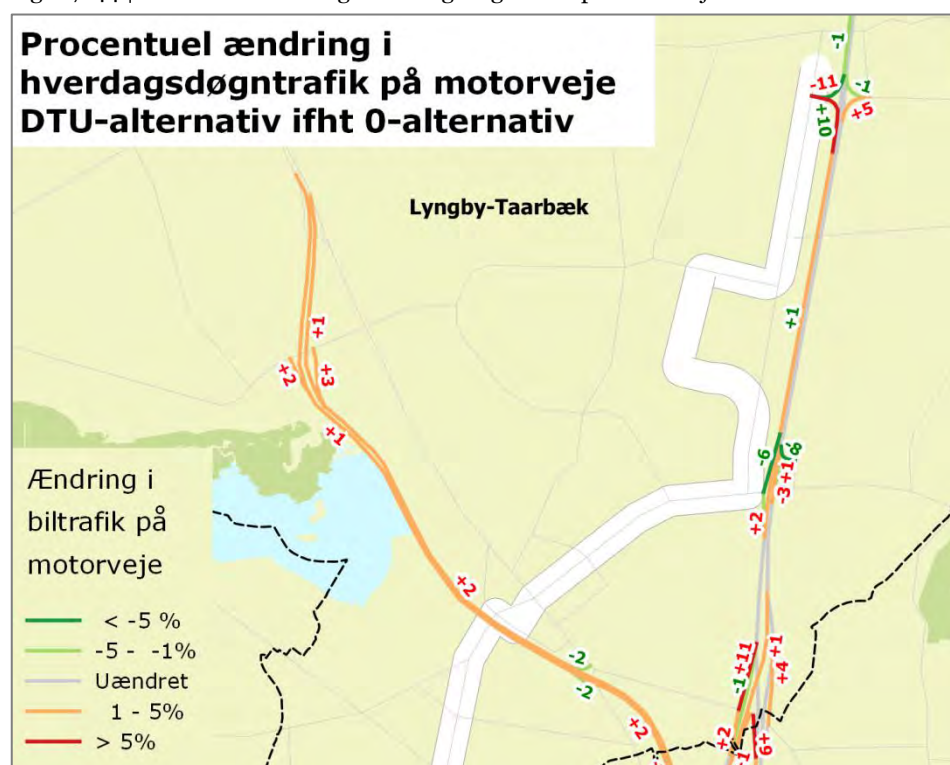 Procentuel ændring i
hverdagsdøgntrafik på motorveje
DTU-alternativ ifht 0-alternativ
-1
-11
-1
+10
+5
Lyngby-Taarbæk
+1
+1
+2
+3
+1
-8
-6
-3
+1
+2
Ændring i
biltrafik på
motorveje
< -5 %
-5 - -1%
Uændret
1 - 5%
> 5%
+2
-2
-2
+2
+11
-1
+1
+4
+2
+9